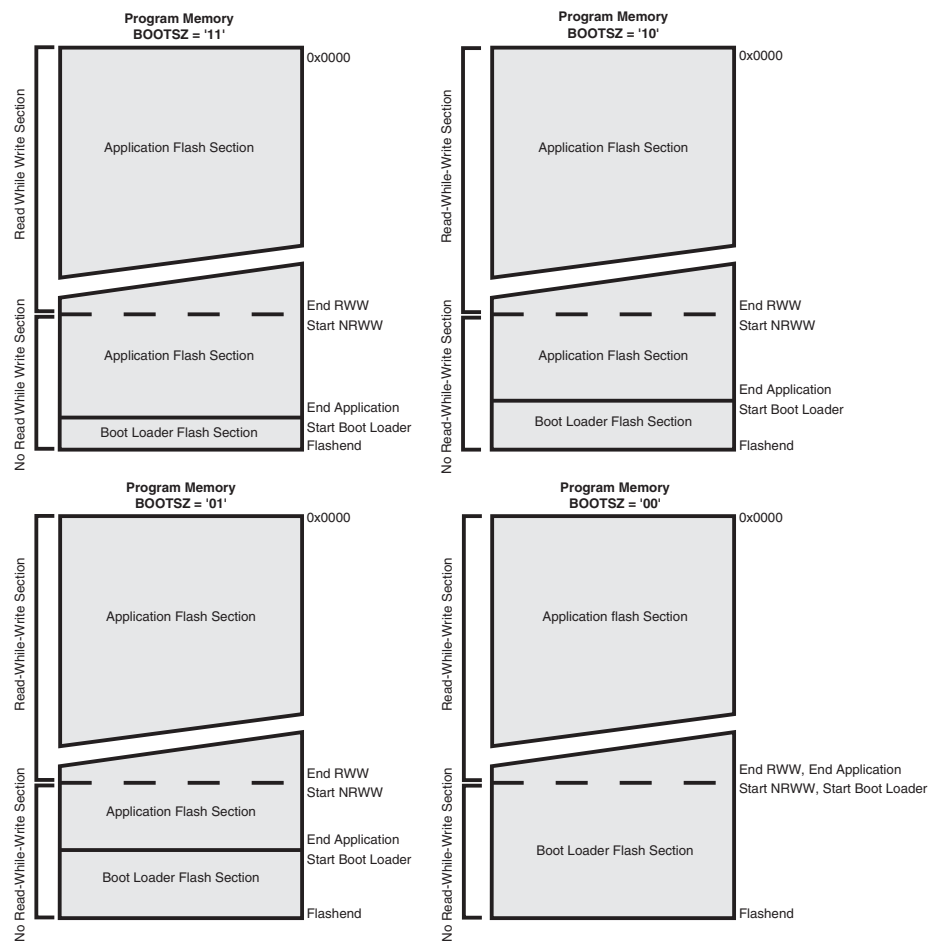 Program Memory
BOOTSZ = '11'
0x0000
Read While Write Section
Application Flash Section
End RWW
Start NRWW
No Read While Write Section
Application Flash Section
End Application
Start Boot Loader
Boot Loader Flash Section
Flashend
Program Memory
BOOTSZ = '10'
0x0000
Read-While-Write Section
Application Flash Section
End RWW
Start NRWW
No Read-While-Write Section
Application Flash Section
End Application
Start Boot Loader
Boot Loader Flash Section
Flashend
Program Memory
BOOTSZ = '01'
0x0000
Read-While-Write Section
Application Flash Section
End RWW
Start NRWW
No Read-While-Write Section
Application Flash Section
End Application
Start Boot Loader
Boot Loader Flash Section
Flashend
Program Memory
BOOTSZ = '00'
0x0000
Read-While-Write Section
Application flash Section
End RWW, End Application
Start NRWW, Start Boot Loader
No Read-While-Write Section
Boot Loader Flash Section
Flashend